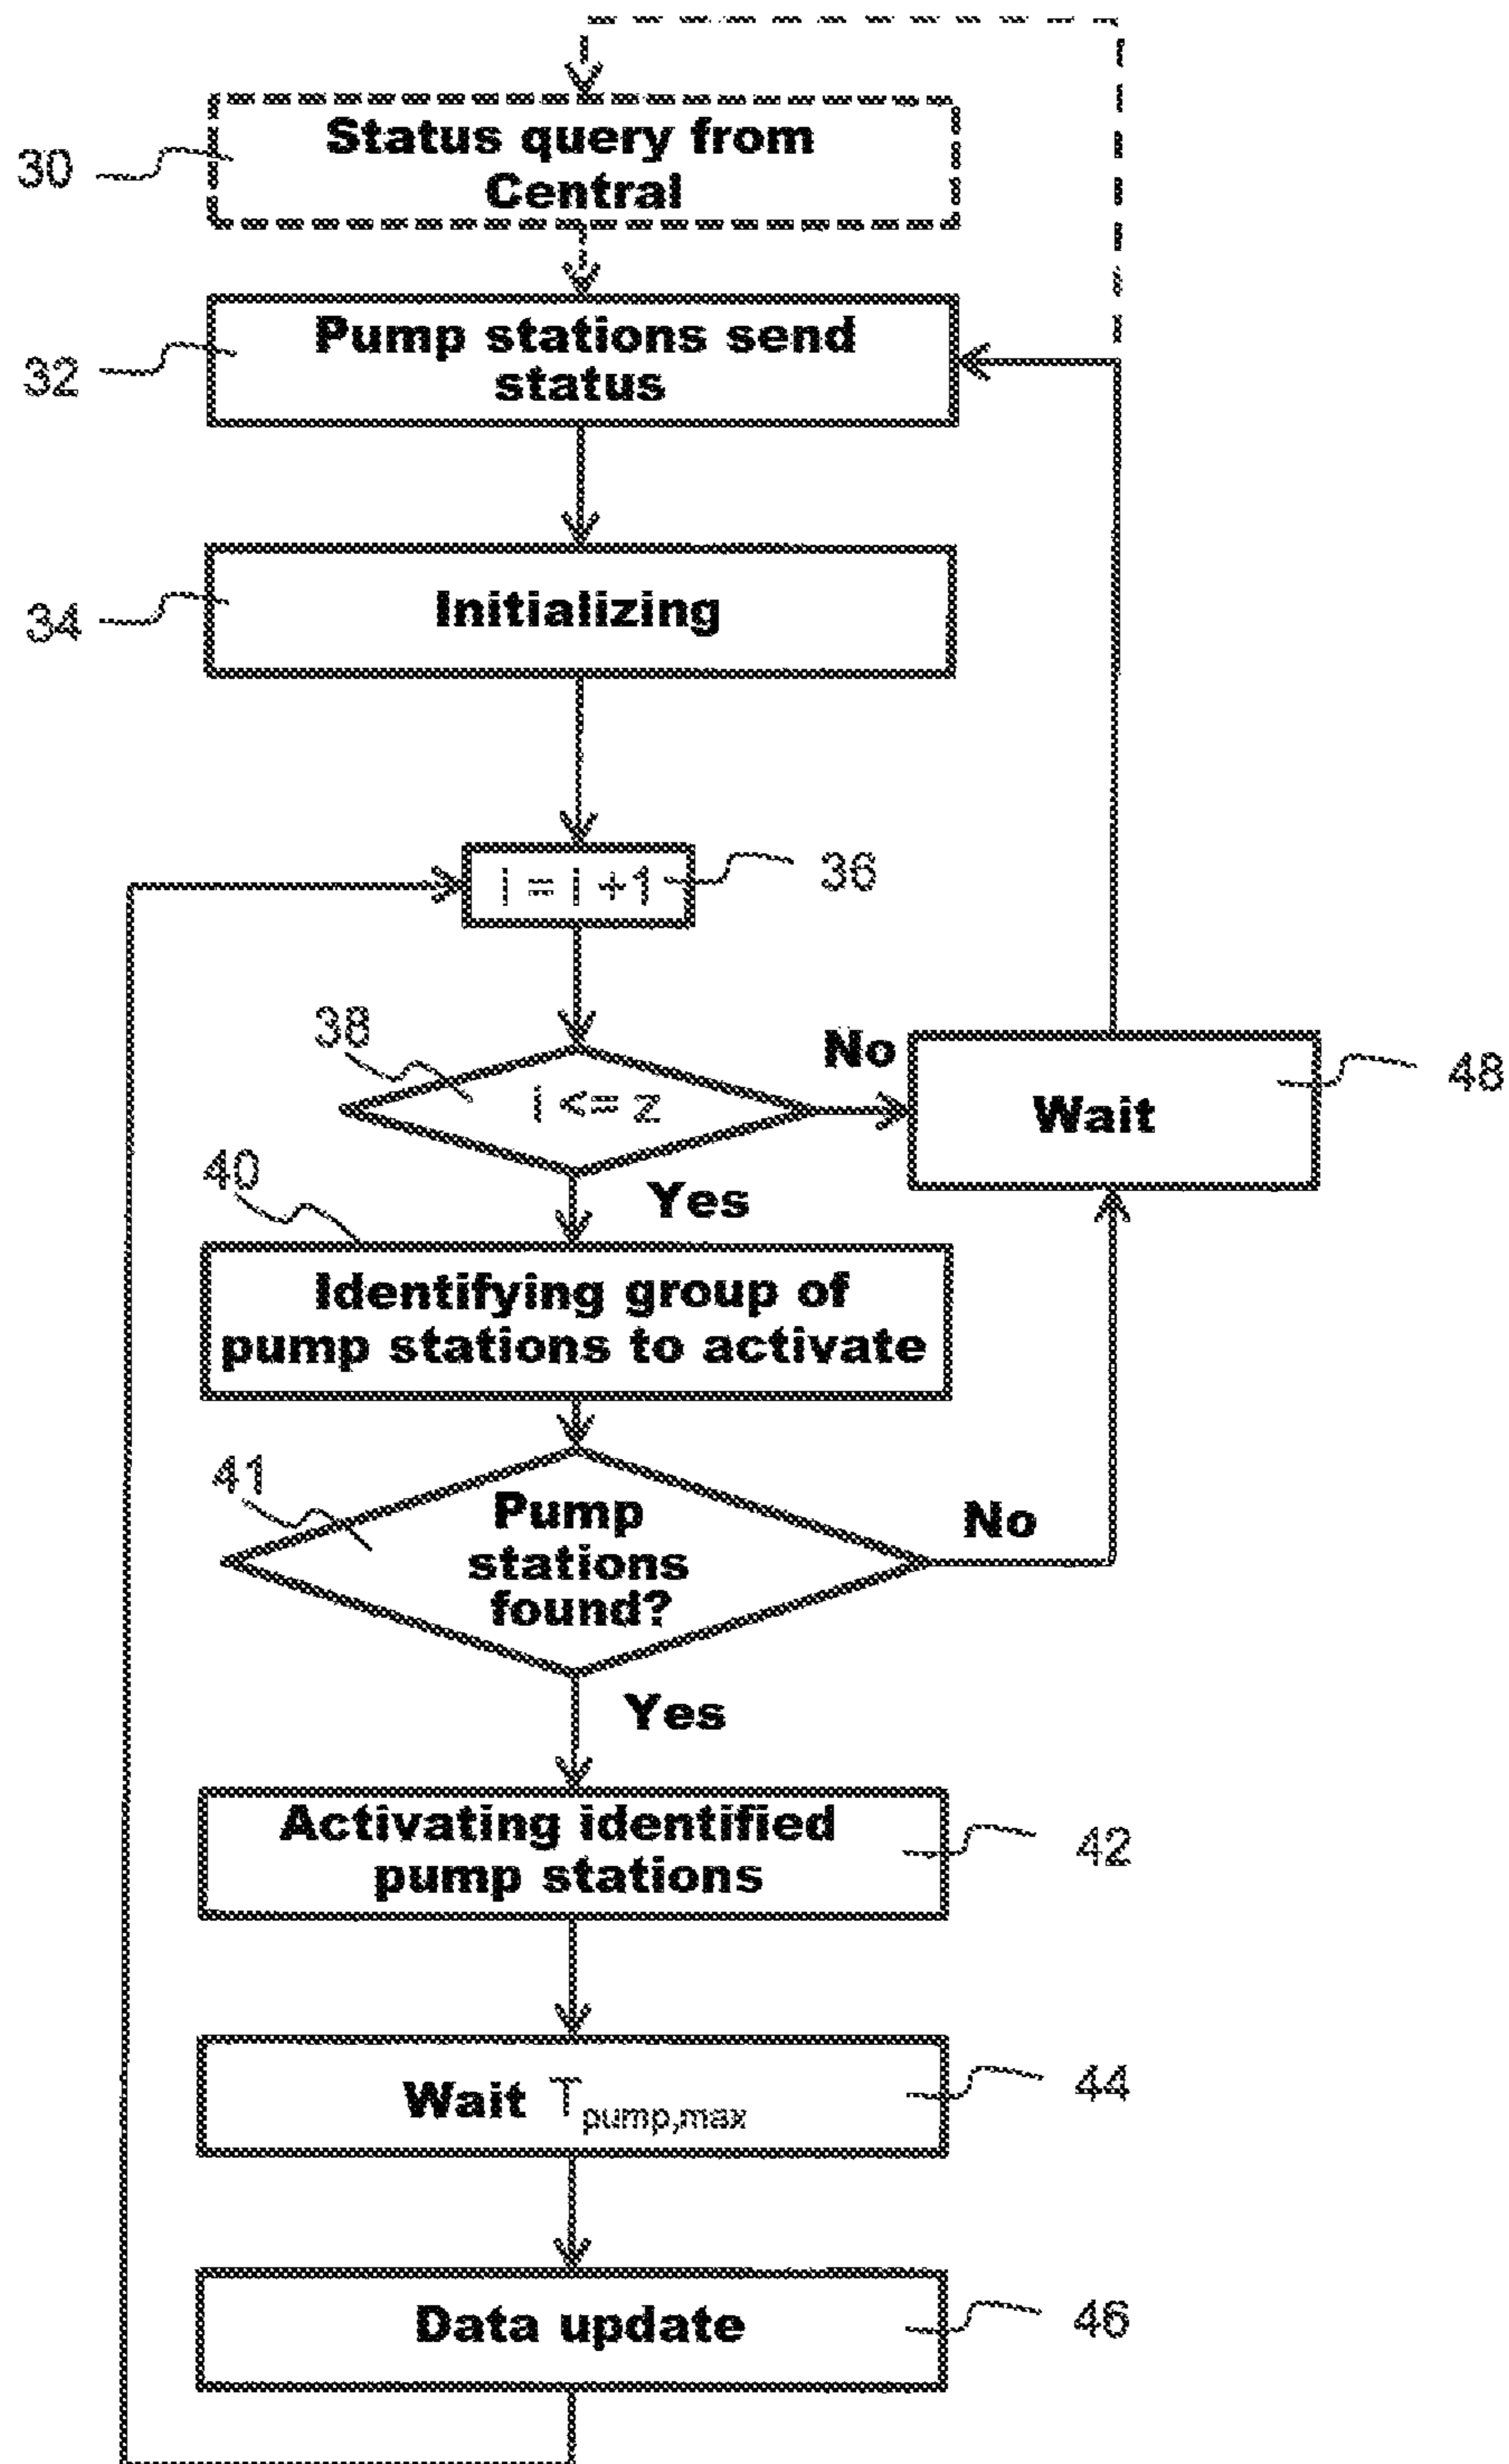 Status query from
Central
30
Pump stations send
status
32
Initializing
34
i = i +1
36
38
i <= z
No
Wait
48
Yes
40
Identifying group of
pump stations to activate
41
Pump
stations
found?
No
Yes
Activating identified
pump stations
42
Wait Tpump,max
44
Data update
46